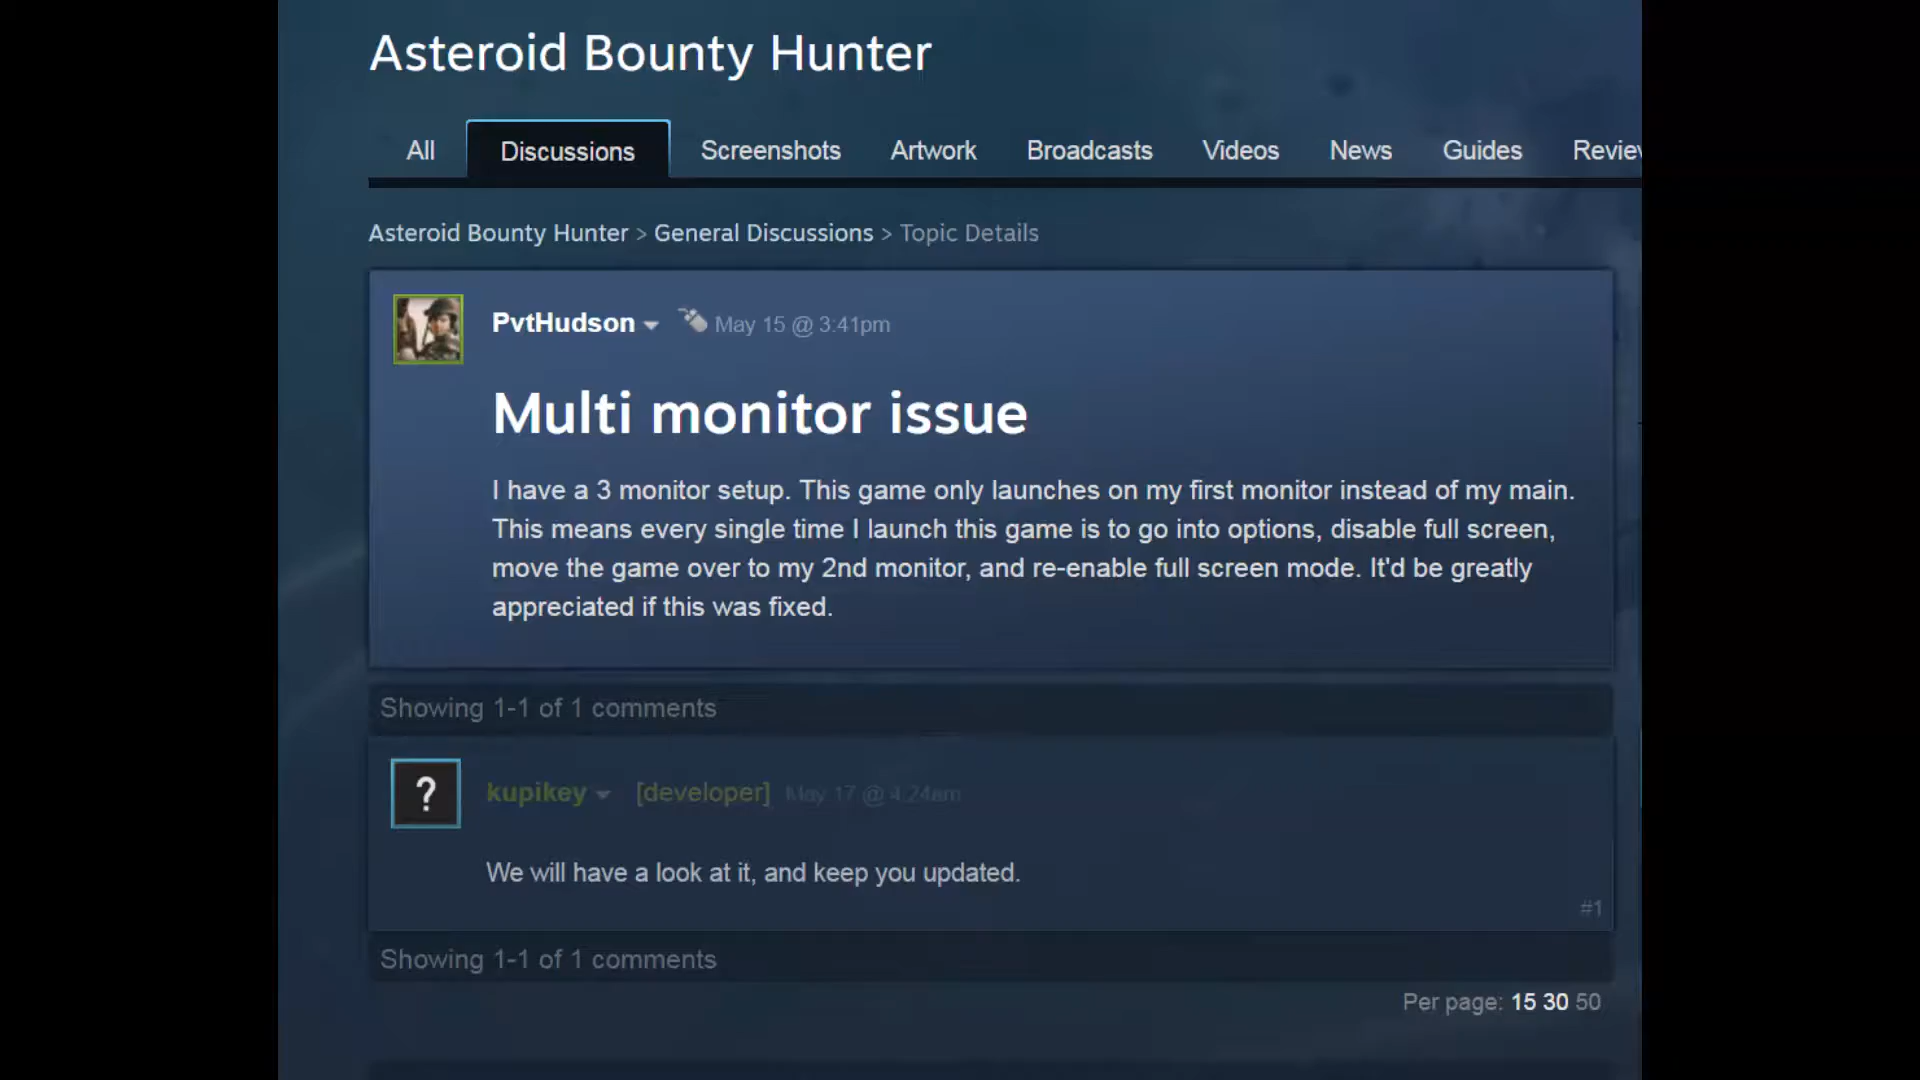 Asteroid Bounty Hunter
All Discussions Screenshots Artwork Broadcasts Videos News Guides Review
Asteroid Bounty Hunter > General Discussions > Topic Details
PvtHudson May 15 @ 3:41pm
Multi monitor issue
I have a 3 monitor setup. This game only launches on my first monitor instead of my main.
This means every single time I launch this game is to go into options, disable full screen,
move the game over to my 2nd monitor, and re-enable full screen mode. It'd be greatly
appreciated if this was fixed.
Showing 1-1 of 1 comments
?
kupikey [developer] May 17 @ 4:24am
We will have a look at it, and keep you updated.
#1
Showing 1-1 of 1 comments
Per page: 15 30 50